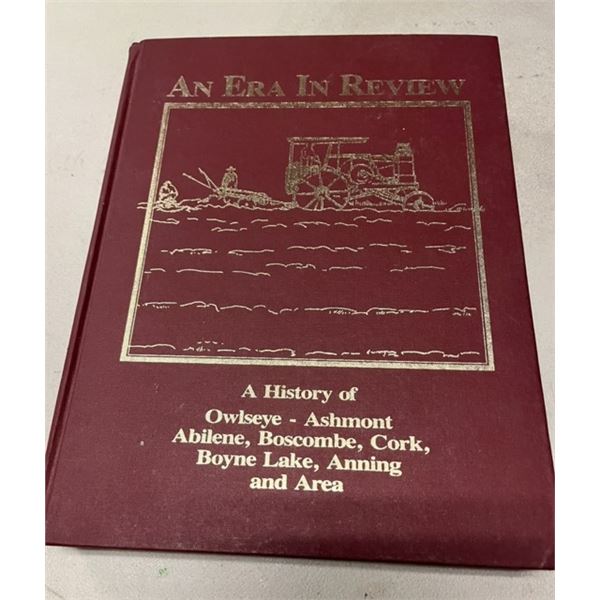 AN ERA IN REVIEW
A History of
Owlseye - Ashmont
Abilene, Boscombe, Cork,
Boyne Lake, Anning
and Area